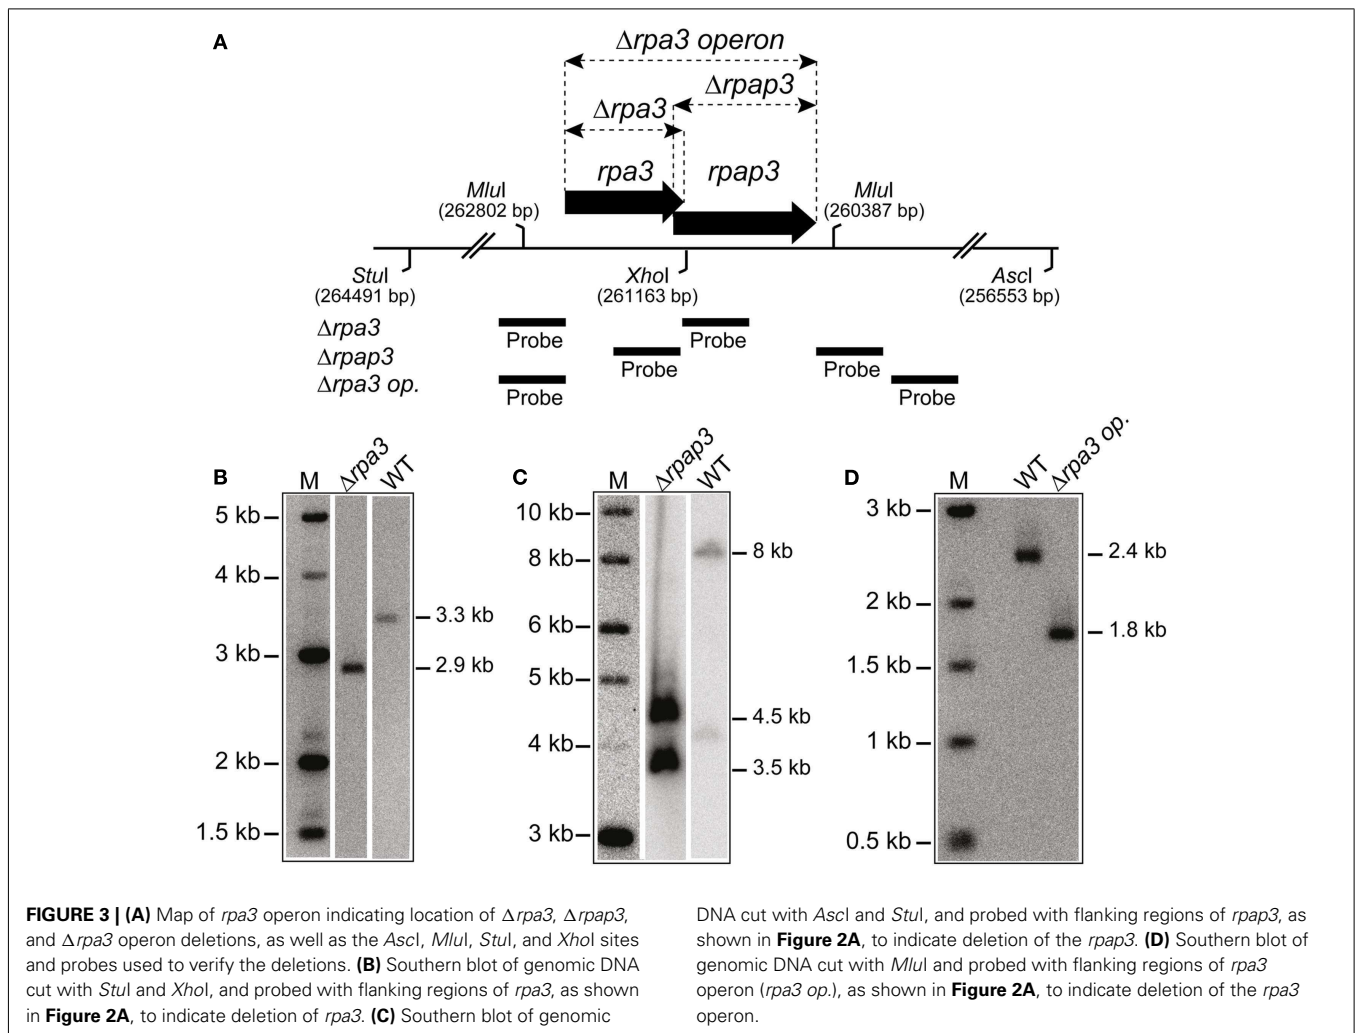 A
Δrpa3 operon
Δrpap3
Δrpa3
rpa3 rpap3
MluI MluI
(262802 bp) (260387 bp)
StuI XhoI AscI
(264491 bp) (261163 bp) (256553 bp)
Δrpa3
Probe Probe
Δrpap3
Probe Probe
Δrpa3 op.
Probe Probe
B
M Δrpa3 WT
5 kb
4 kb
3.3 kb
3 kb
2.9 kb
2 kb
1.5 kb
C
M Δrpap3 WT
10 kb
8 kb 8 kb
6 kb
5 kb
4.5 kb
4 kb
3.5 kb
3 kb
D
M WT Δrpa3 op.
3 kb
2.4 kb
2 kb
1.8 kb
1.5 kb
1 kb
0.5 kb
FIGURE 3 | (A) Map of rpa3 operon indicating location of Δrpa3, Δrpap3,
and Δrpa3 operon deletions, as well as the AscI, MluI, StuI, and XhoI sites
and probes used to verify the deletions. (B) Southern blot of genomic DNA
cut with StuI and XhoI, and probed with flanking regions of rpa3, as shown
in Figure 2A, to indicate deletion of rpa3. (C) Southern blot of genomic
DNA cut with AscI and StuI, and probed with flanking regions of rpap3, as
shown in Figure 2A, to indicate deletion of the rpap3. (D) Southern blot of
genomic DNA cut with MluI and probed with flanking regions of rpa3
operon (rpa3 op.), as shown in Figure 2A, to indicate deletion of the rpa3
operon.